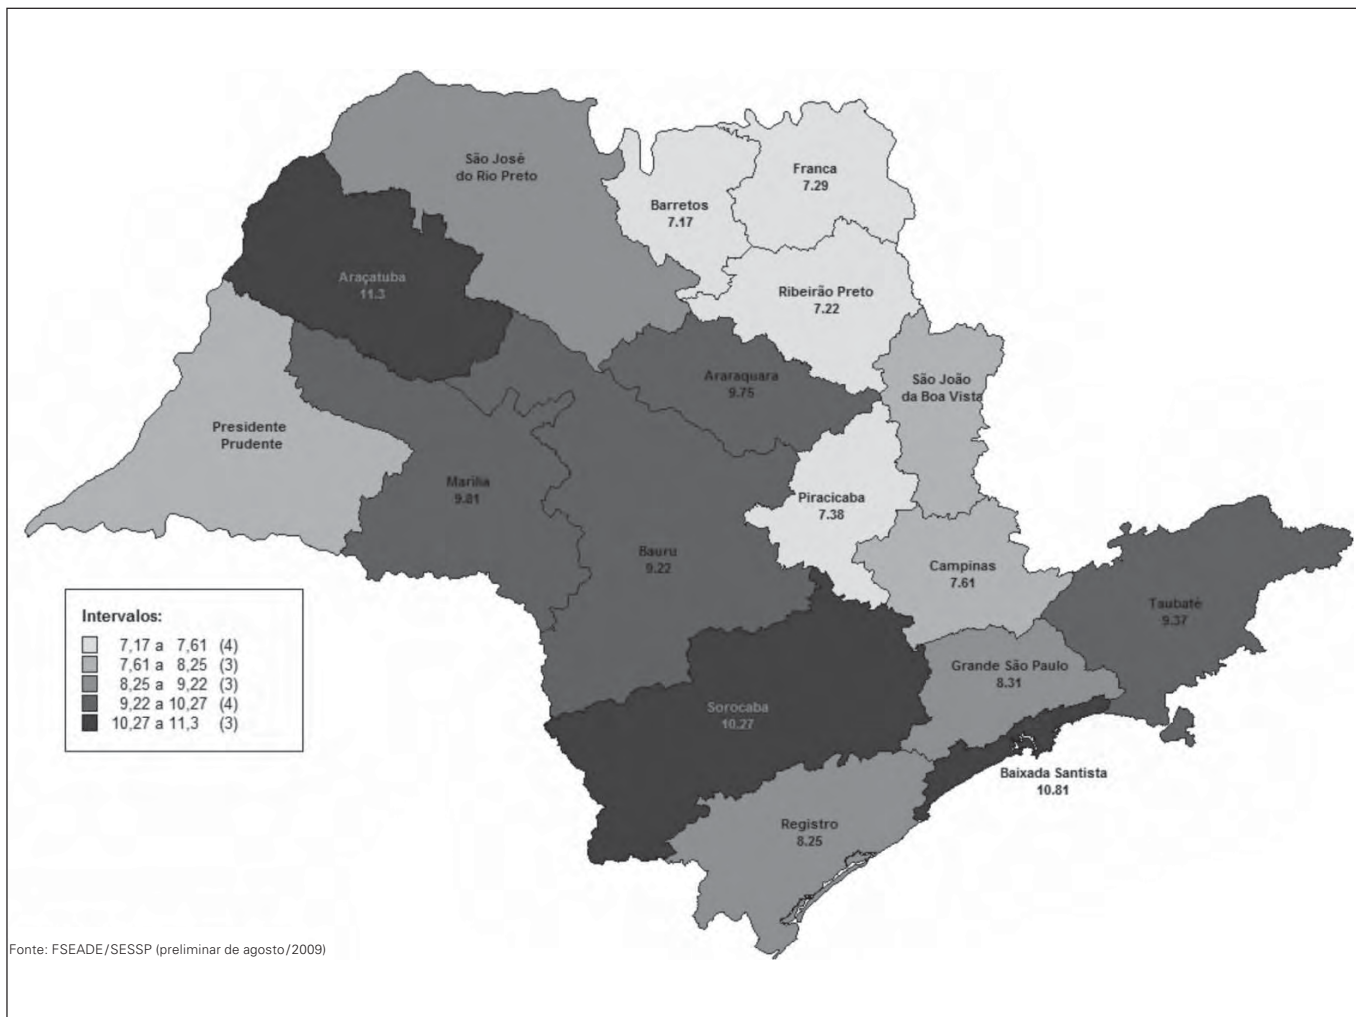 São José
do Rio Preto
Franca
7.29
Barretos
7.17
Araçatuba
11.3
Ribeirão Preto
7.22
Araraquara
9.75
São João
da Boa Vista
Presidente
Prudente
Marília
9.81
Piracicaba
7.38
Bauru
9.22
Campinas
7.61
Taubaté
9.37
Grande São Paulo
8.31
Sorocaba
10.27
Baixada Santista
10.81
Registro
8.25
Intervalos:
7,17 a 7,61 (4)
7,61 a 8,25 (3)
8,25 a 9,22 (3)
9,22 a 10,27 (4)
10,27 a 11,3 (3)
Fonte: FSEADE/SESSP (preliminar de agosto/2009)